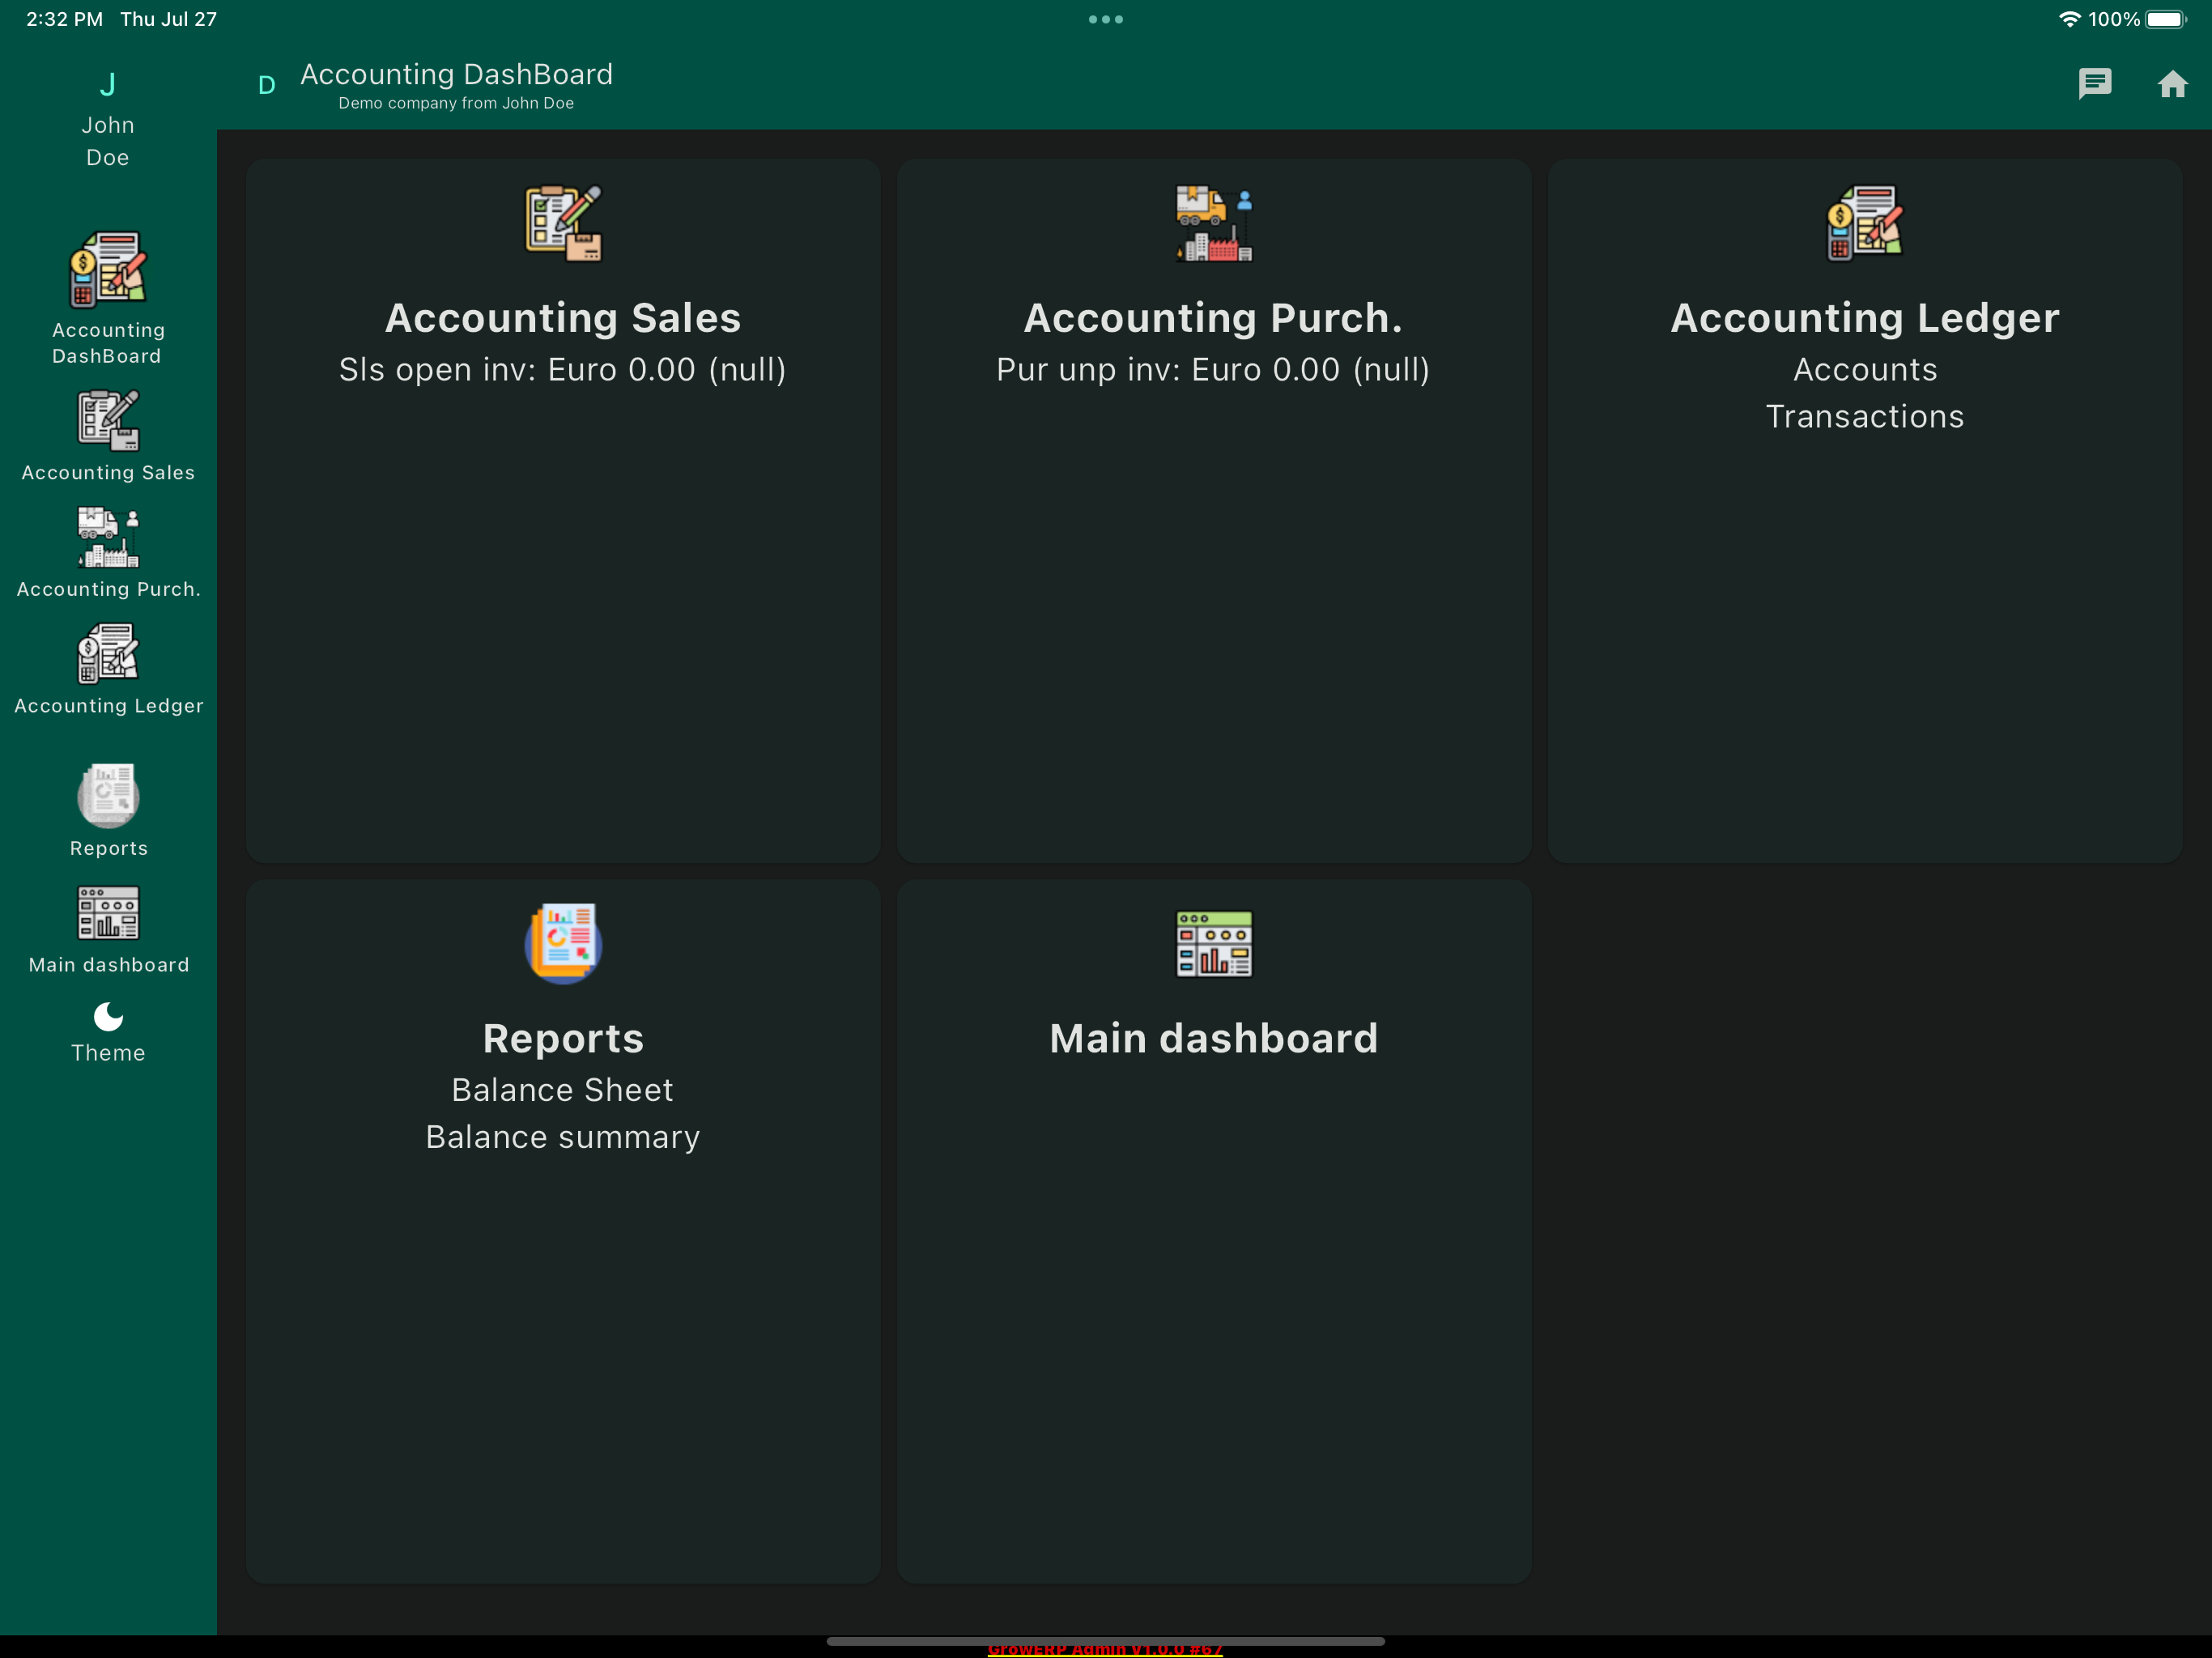 2:32 PM Thu Jul 27
100%
J
John
Doe
D
Accounting DashBoard
Demo company from John Doe
Accounting
DashBoard
Accounting Sales
Accounting Purch.
Accounting Ledger
Reports
Main dashboard
Theme
Accounting Sales
Sls open inv: Euro 0.00 (null)
Accounting Purch.
Pur unp inv: Euro 0.00 (null)
Accounting Ledger
Accounts
Transactions
Reports
Balance Sheet
Balance summary
Main dashboard
GrowERP Admin V1.0.0 #67